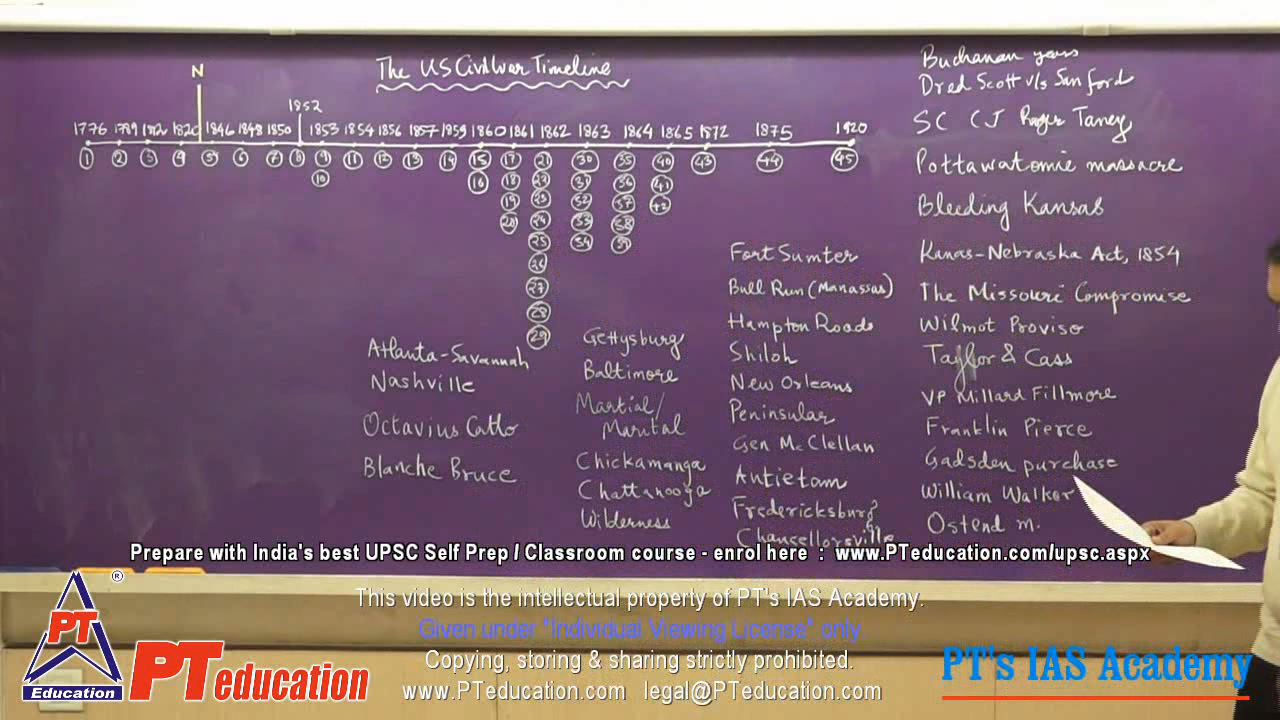 The US Civil War Timeline
N
1852
1776 1789 1812 1820 1846 1848 1850 1853 1854 1856 1857 1859 1860 1861 1862 1863 1864 1865 1872 1875 1920
1 2 3 4 5 6 7 8 9 11 12 13 14 15 17 21 30 35 40 43 44 45
10 16 18 22 31 36 41
19 23 32 37 42
20 24 33 38
25 34 39
26
27
28
29
Atlanta-Savannah
Nashville
Octavius Catto
Blanche Bruce
Gettysburg
Baltimore
Martial/
Marital
Chickamanga
Chattanooga
Wilderness
Fort Sumter
Bull Run (Manassas)
Hampton Roads
Shiloh
New Orleans
Peninsular
Gen McClellan
Antietam
Fredericksburg
Chancellorsville
Buchanan years
Dred Scott v/s Sanford
SC CJ Roger Taney
Pottawatomie massacre
Bleeding Kansas
Kanas-Nebraska Act, 1854
The Missouri Compromise
Wilmot Proviso
Taylor & Cass
VP Millard Fillmore
Franklin Pierce
Gadsden purchase
William Walker
Ostend m.
Prepare with India's best UPSC Self Prep / Classroom course - enrol here : www.PTeducation.com/upsc.aspx
This video is the intellectual property of PT's IAS Academy.
Given under "Individual Viewing License" only
Copying, storing & sharing strictly prohibited.
www.PTeducation.com legal@PTeducation.com
PT
®
Education
PT education
PT's IAS Academy